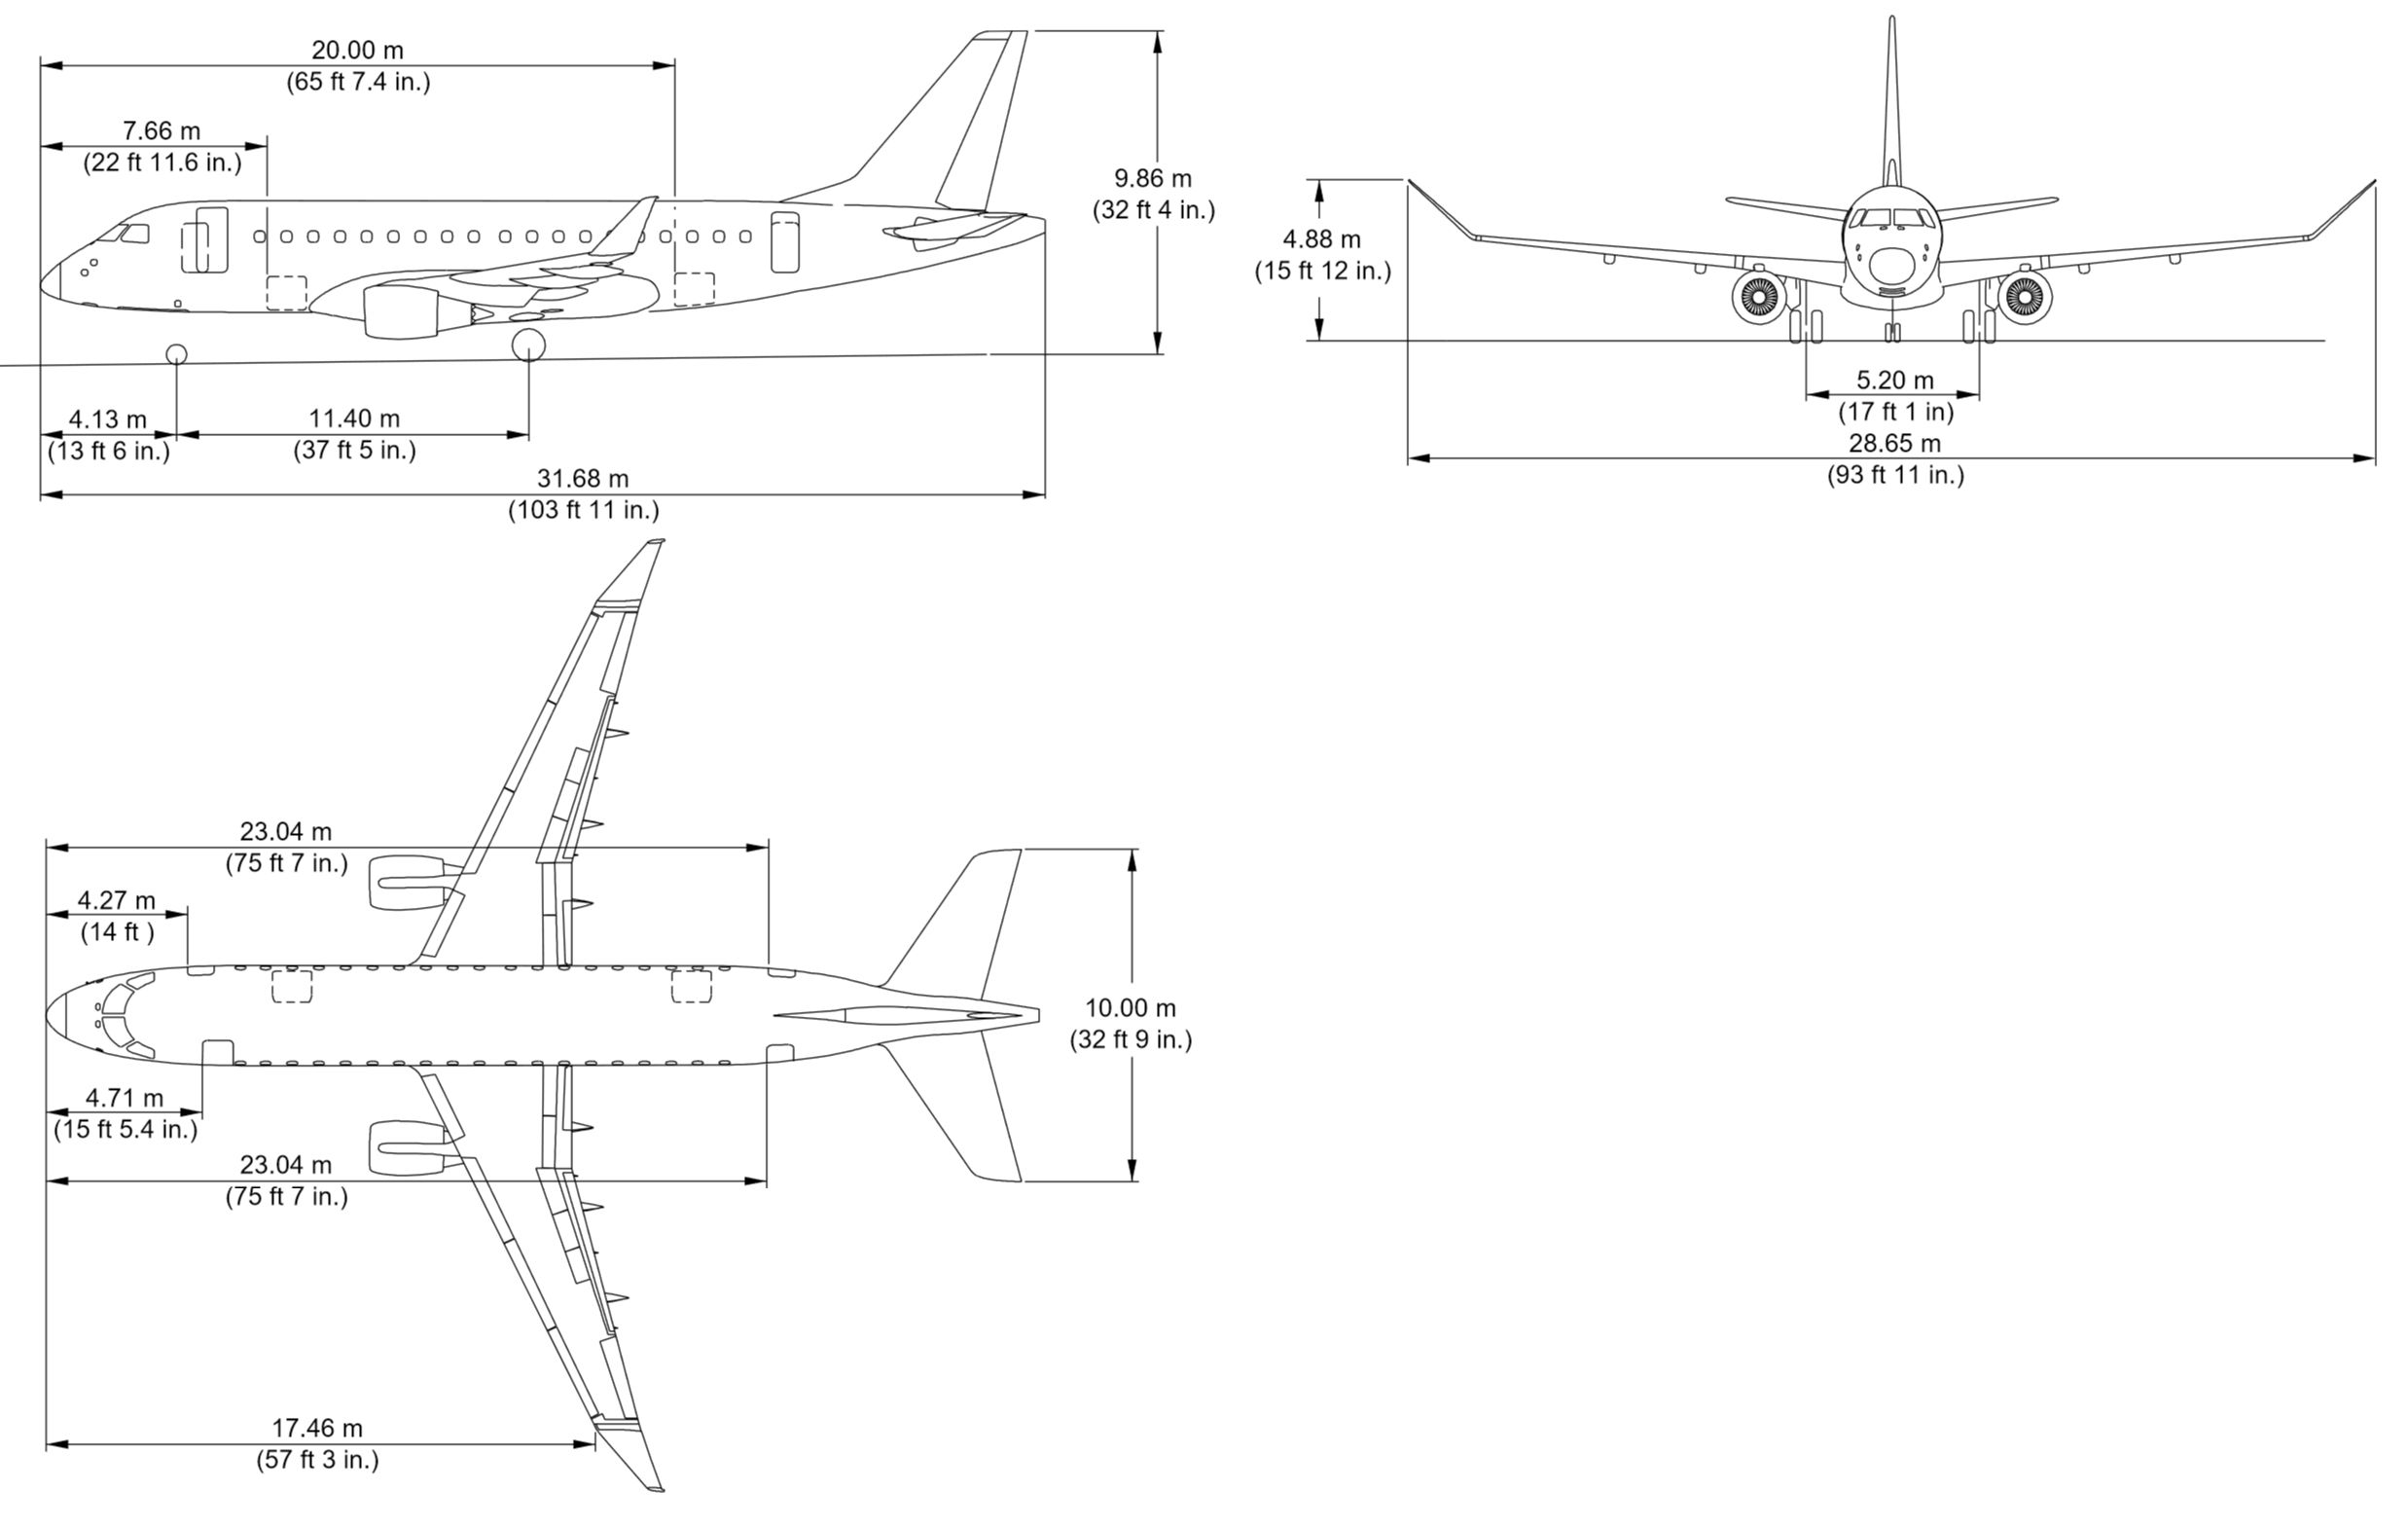 20.00 m
(65 ft 7.4 in.)
7.66 m
(22 ft 11.6 in.)
9.86 m
(32 ft 4 in.)
4.13 m
(13 ft 6 in.)
11.40 m
(37 ft 5 in.)
31.68 m
(103 ft 11 in.)
4.88 m
(15 ft 12 in.)
5.20 m
(17 ft 1 in)
28.65 m
(93 ft 11 in.)
23.04 m
(75 ft 7 in.)
4.27 m
(14 ft )
10.00 m
(32 ft 9 in.)
4.71 m
(15 ft 5.4 in.)
23.04 m
(75 ft 7 in.)
17.46 m
(57 ft 3 in.)